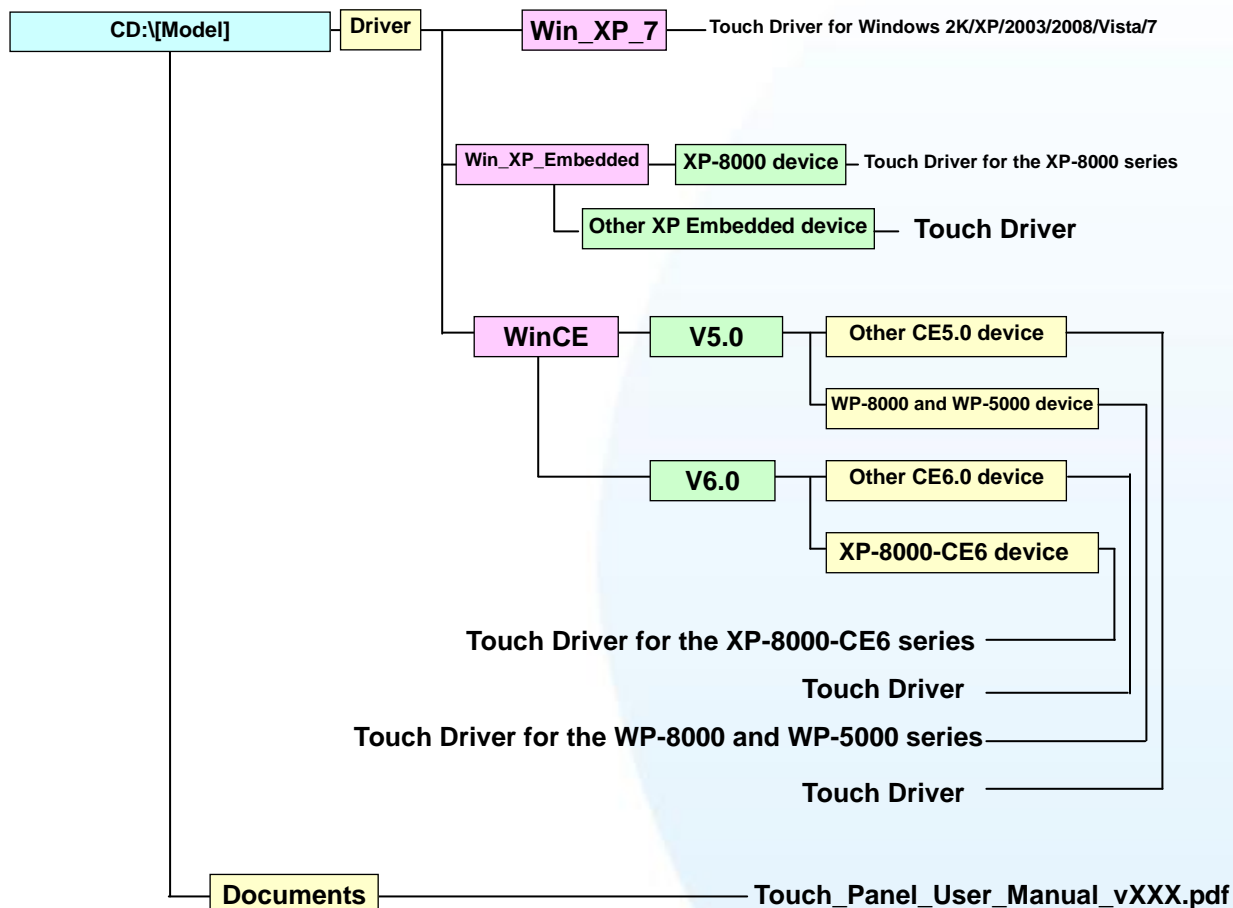 CD:\[Model]
Driver
Win_XP_7
Touch Driver for Windows 2K/XP/2003/2008/Vista/7
Win_XP_Embedded
XP-8000 device
Touch Driver for the XP-8000 series
Other XP Embedded device
Touch Driver
WinCE
V5.0
Other CE5.0 device
WP-8000 and WP-5000 device
V6.0
Other CE6.0 device
XP-8000-CE6 device
Touch Driver for the XP-8000-CE6 series
Touch Driver
Touch Driver for the WP-8000 and WP-5000 series
Touch Driver
Documents
Touch_Panel_User_Manual_vXXX.pdf